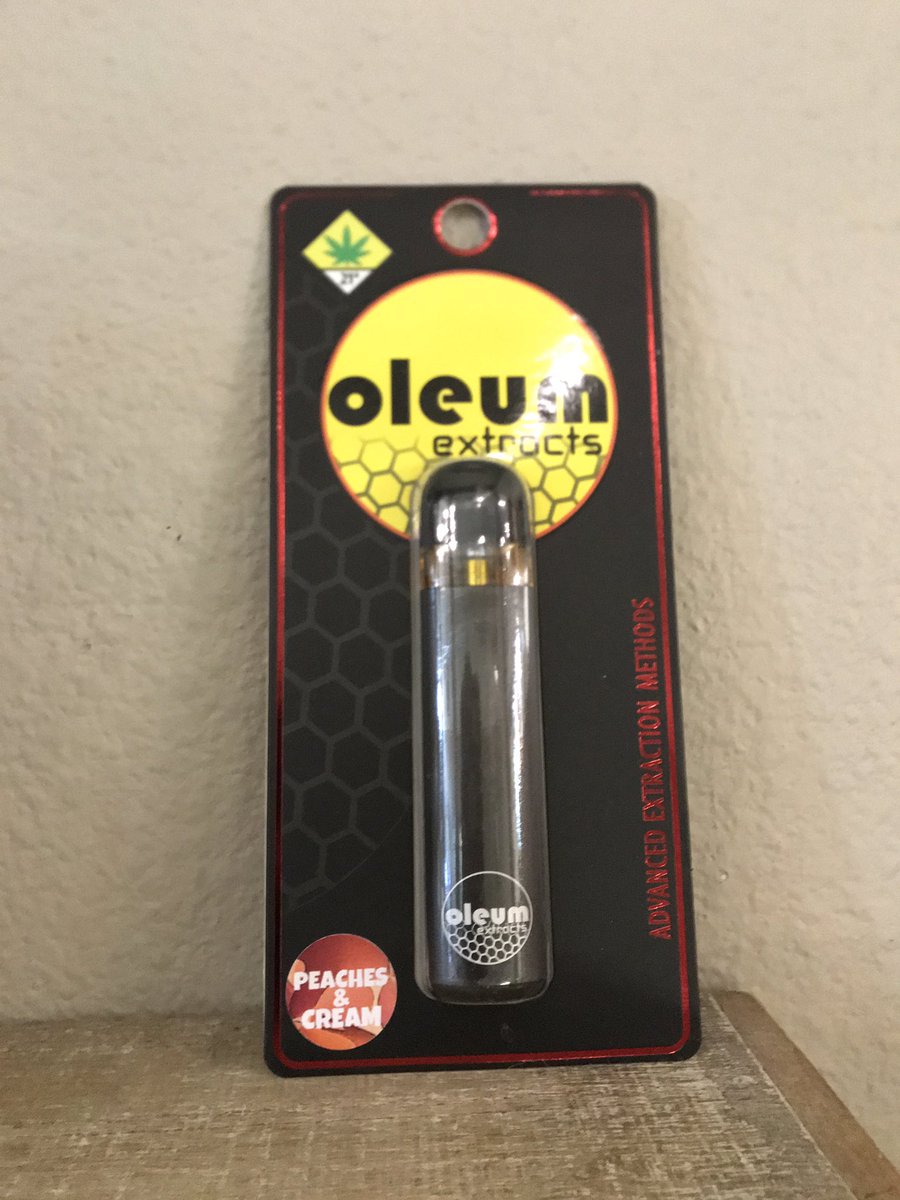 21+
oleum
extracts
ADVANCED EXTRACTION METHODS
oleum
extracts
PEACHES
&
CREAM